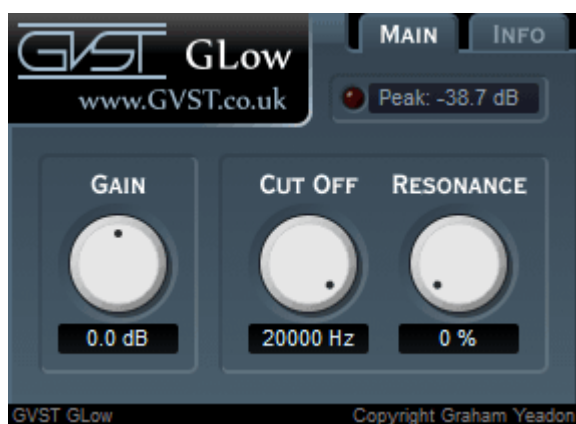 GVST GLow
www.GVST.co.uk
MAIN INFO
Peak: -38.7 dB
GAIN
0.0 dB
CUT OFF RESONANCE
20000 Hz 0 %
GVST GLow Copyright Graham Yeadon